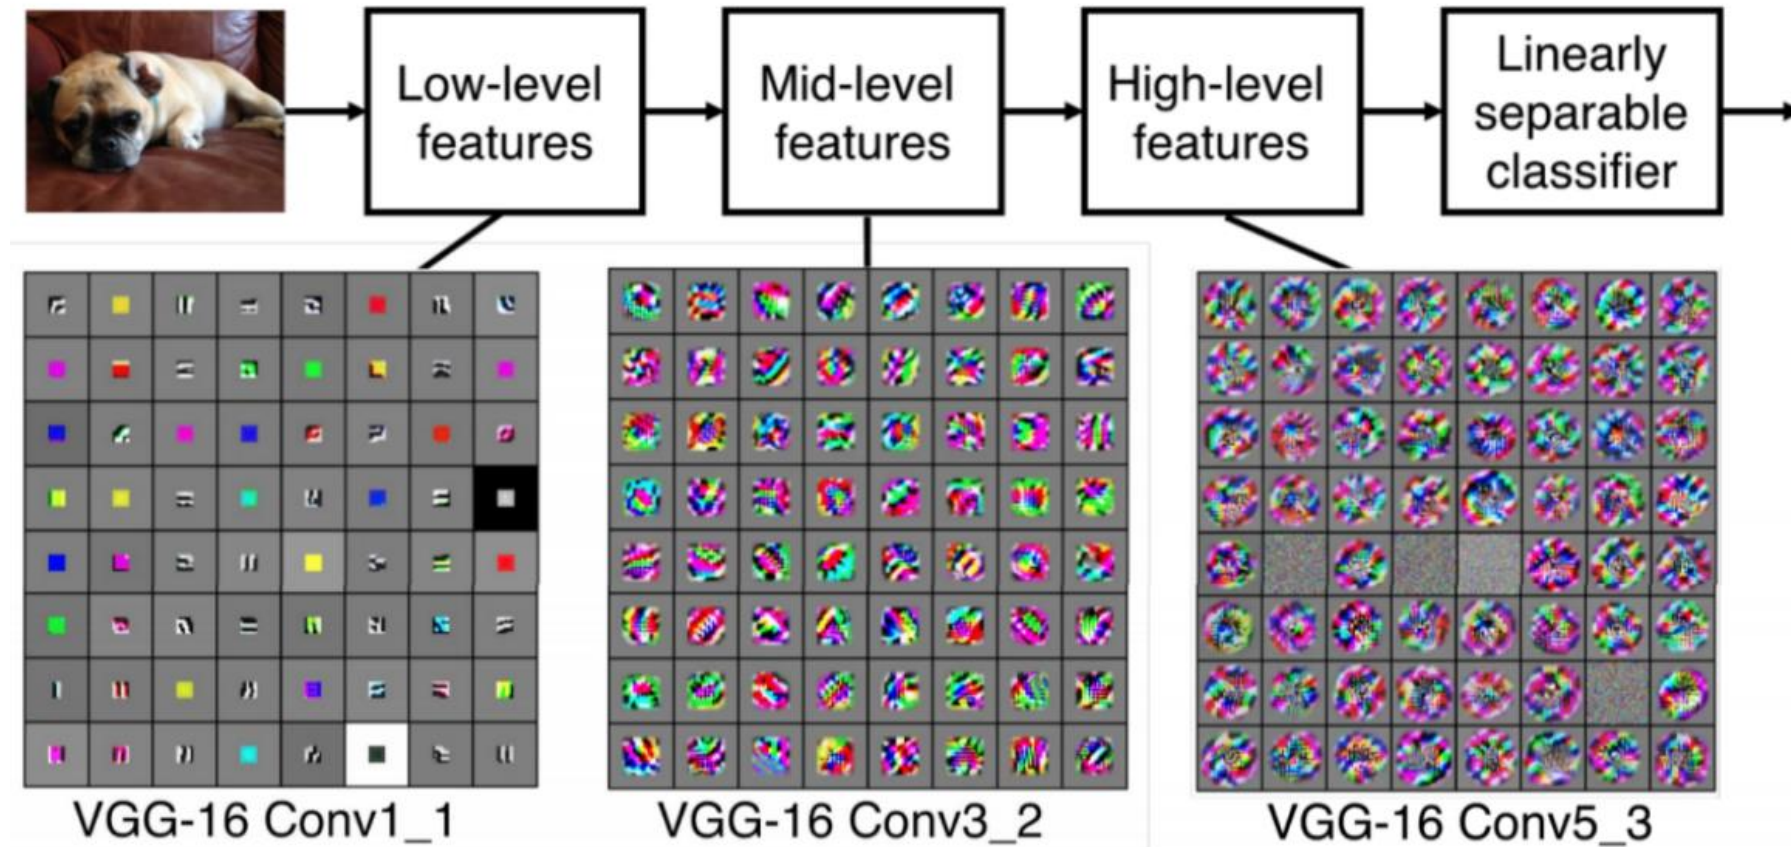 Low-level
features
Mid-level
features
High-level
features
Linearly
separable
classifier
VGG-16 Conv1_1
VGG-16 Conv3_2
VGG-16 Conv5_3